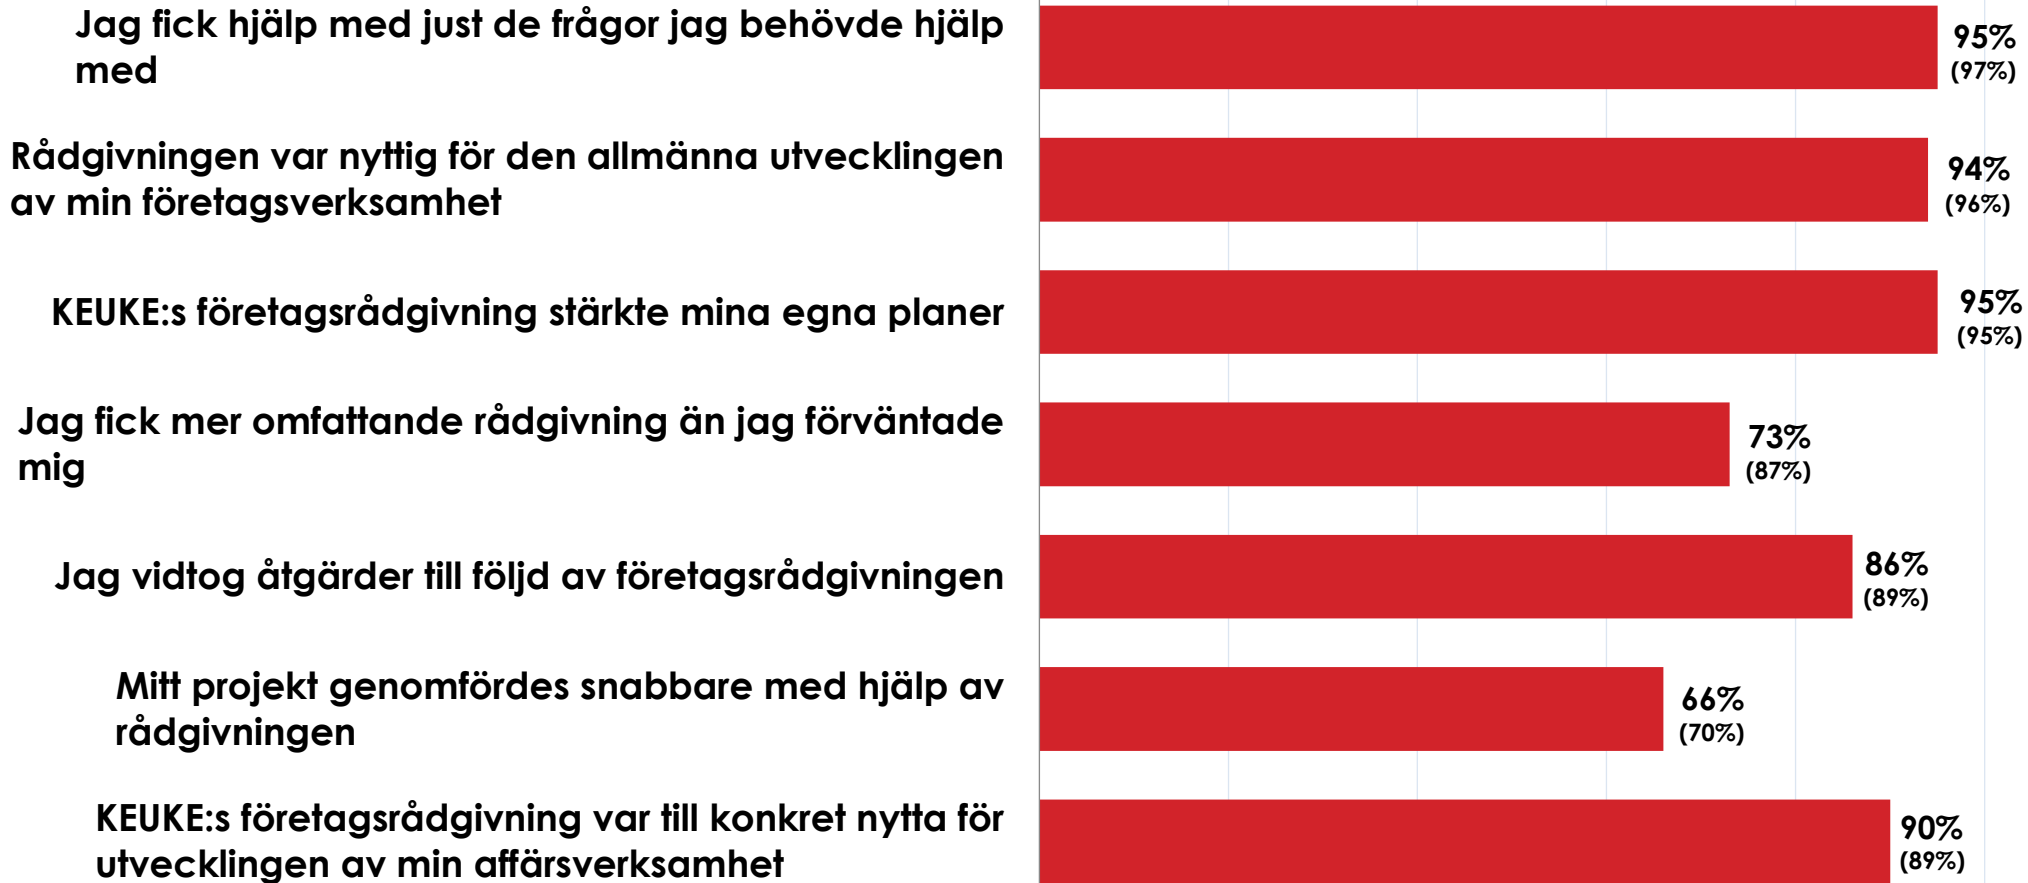 Jag fick hjälp med just de frågor jag behövde hjälp
med
95%
(97%)
Rådgivningen var nyttig för den allmänna utvecklingen
av min företagsverksamhet
94%
(96%)
KEUKE:s företagsrådgivning stärkte mina egna planer
95%
(95%)
Jag fick mer omfattande rådgivning än jag förväntade
mig
73%
(87%)
Jag vidtog åtgärder till följd av företagsrådgivningen
86%
(89%)
Mitt projekt genomfördes snabbare med hjälp av
rådgivningen
66%
(70%)
KEUKE:s företagsrådgivning var till konkret nytta för
utvecklingen av min affärsverksamhet
90%
(89%)